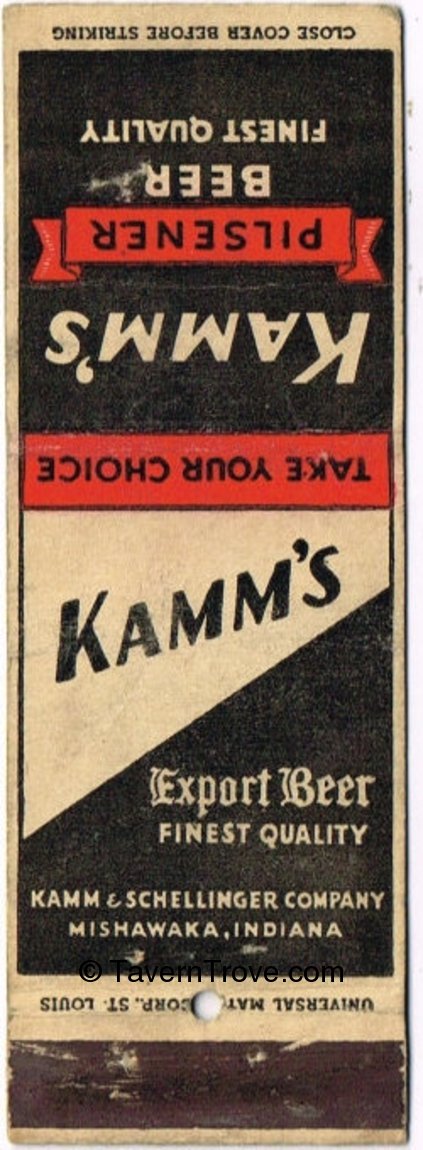 CLOSE COVER BEFORE STRIKING
FINEST QUALITY
BEER
PILSENER
KAMM'S
TAKE YOUR CHOICE
KAMM'S
Export Beer
FINEST QUALITY
KAMM & SCHELLINGER COMPANY
MISHAWAKA, INDIANA
© TavernTrove.com
UNIVERSAL CORP. ST. LOUIS